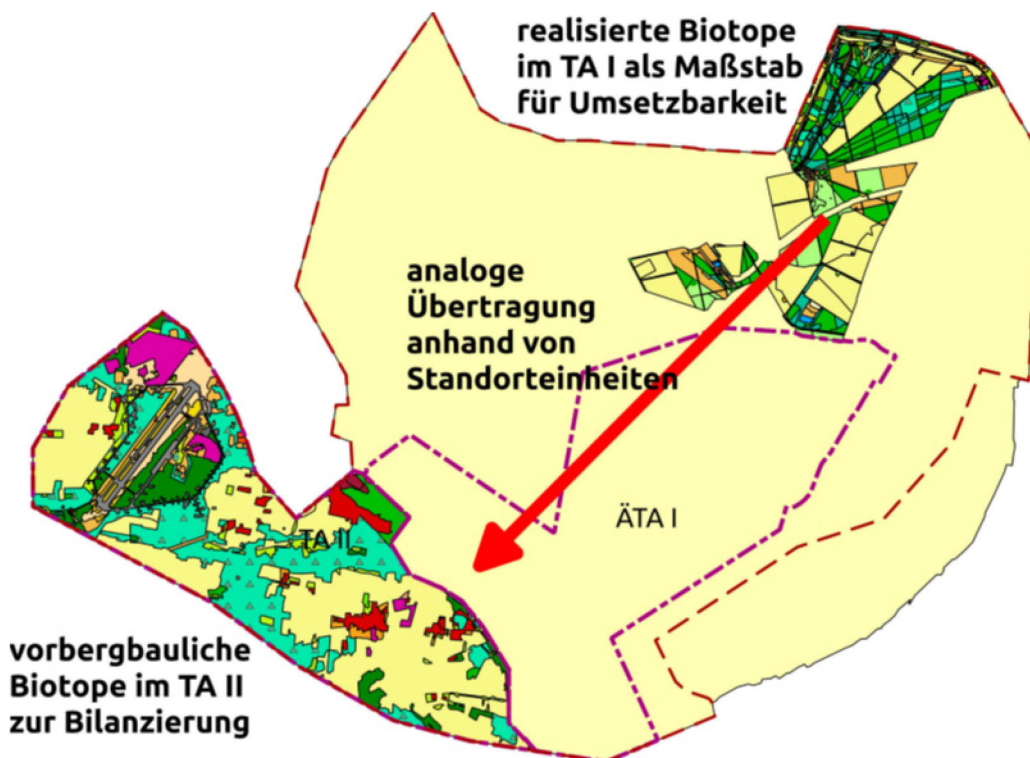 realisierte Biotope
im TA I als Maßstab
für Umsetzbarkeit
analoge
Übertragung
anhand von
Standorteinheiten
ÄTA I
TA II
vorbergbauliche
Biotope im TA II
zur Bilanzierung